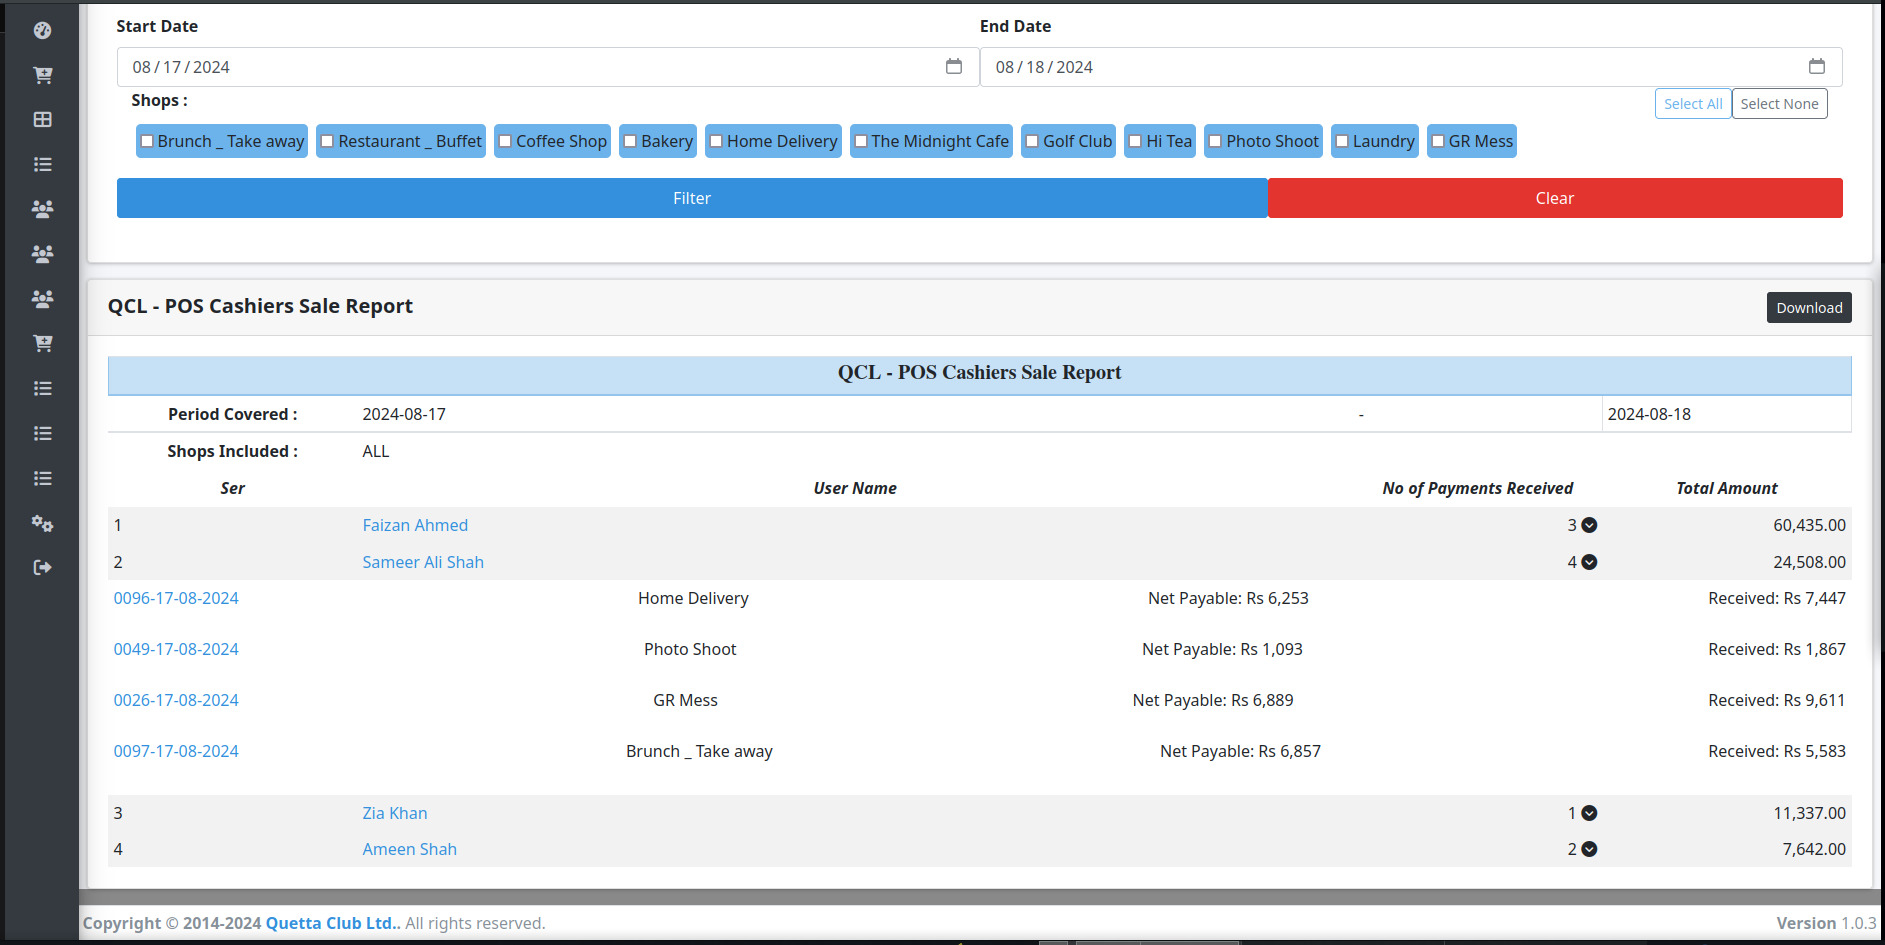 Start Date End Date
08/17/2024 08/18/2024
Shops : Select All Select None
Brunch _ Take away Restaurant _ Buffet Coffee Shop Bakery Home Delivery The Midnight Cafe Golf Club Hi Tea Photo Shoot Laundry GR Mess
Filter Clear
QCL - POS Cashiers Sale Report Download
QCL - POS Cashiers Sale Report
Period Covered : 2024-08-17 - 2024-08-18
Shops Included : ALL
Ser User Name No of Payments Received Total Amount
1 Faizan Ahmed 3 60,435.00
2 Sameer Ali Shah 4 24,508.00
0096-17-08-2024 Home Delivery Net Payable: Rs 6,253 Received: Rs 7,447
0049-17-08-2024 Photo Shoot Net Payable: Rs 1,093 Received: Rs 1,867
0026-17-08-2024 GR Mess Net Payable: Rs 6,889 Received: Rs 9,611
0097-17-08-2024 Brunch _ Take away Net Payable: Rs 6,857 Received: Rs 5,583
3 Zia Khan 1 11,337.00
4 Ameen Shah 2 7,642.00
Copyright © 2014-2024 Quetta Club Ltd.. All rights reserved. Version 1.0.3